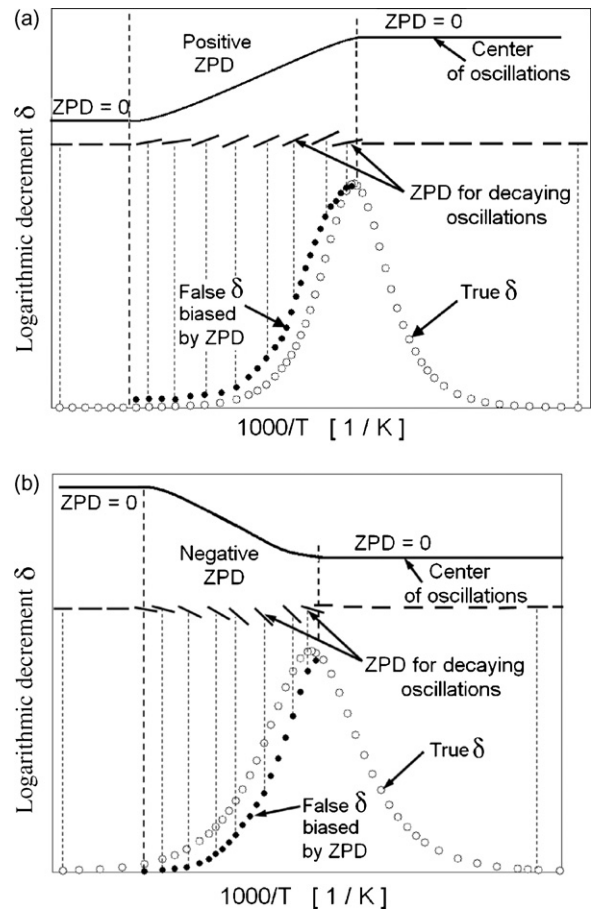 (a)
ZPD = 0
Positive
ZPD
Center
of oscillations
ZPD = 0
ZPD for decaying
oscillations
False δ
biased
by ZPD
True δ
Logarithmic decrement δ
1000/T [ 1 / K ]
(b)
ZPD = 0
Negative
ZPD
ZPD = 0
Center
of oscillations
ZPD for decaying
oscillations
True δ
False δ
biased
by ZPD
Logarithmic decrement δ
1000/T [ 1 / K ]